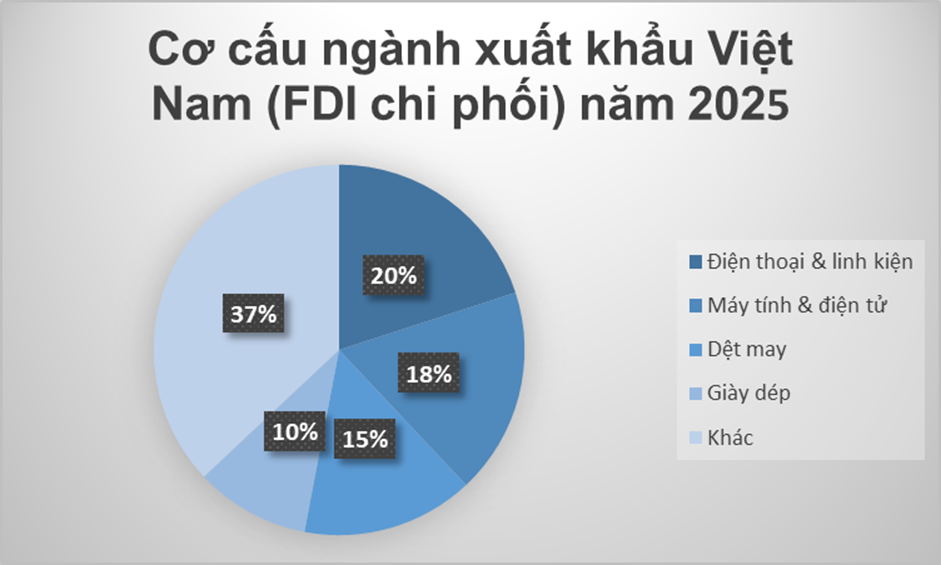 Cơ cấu ngành xuất khẩu Việt
Nam (FDI chi phối) năm 2025
20%
37%
18%
10%
15%
Điện thoại & linh kiện
Máy tính & điện tử
Dệt may
Giày dép
Khác